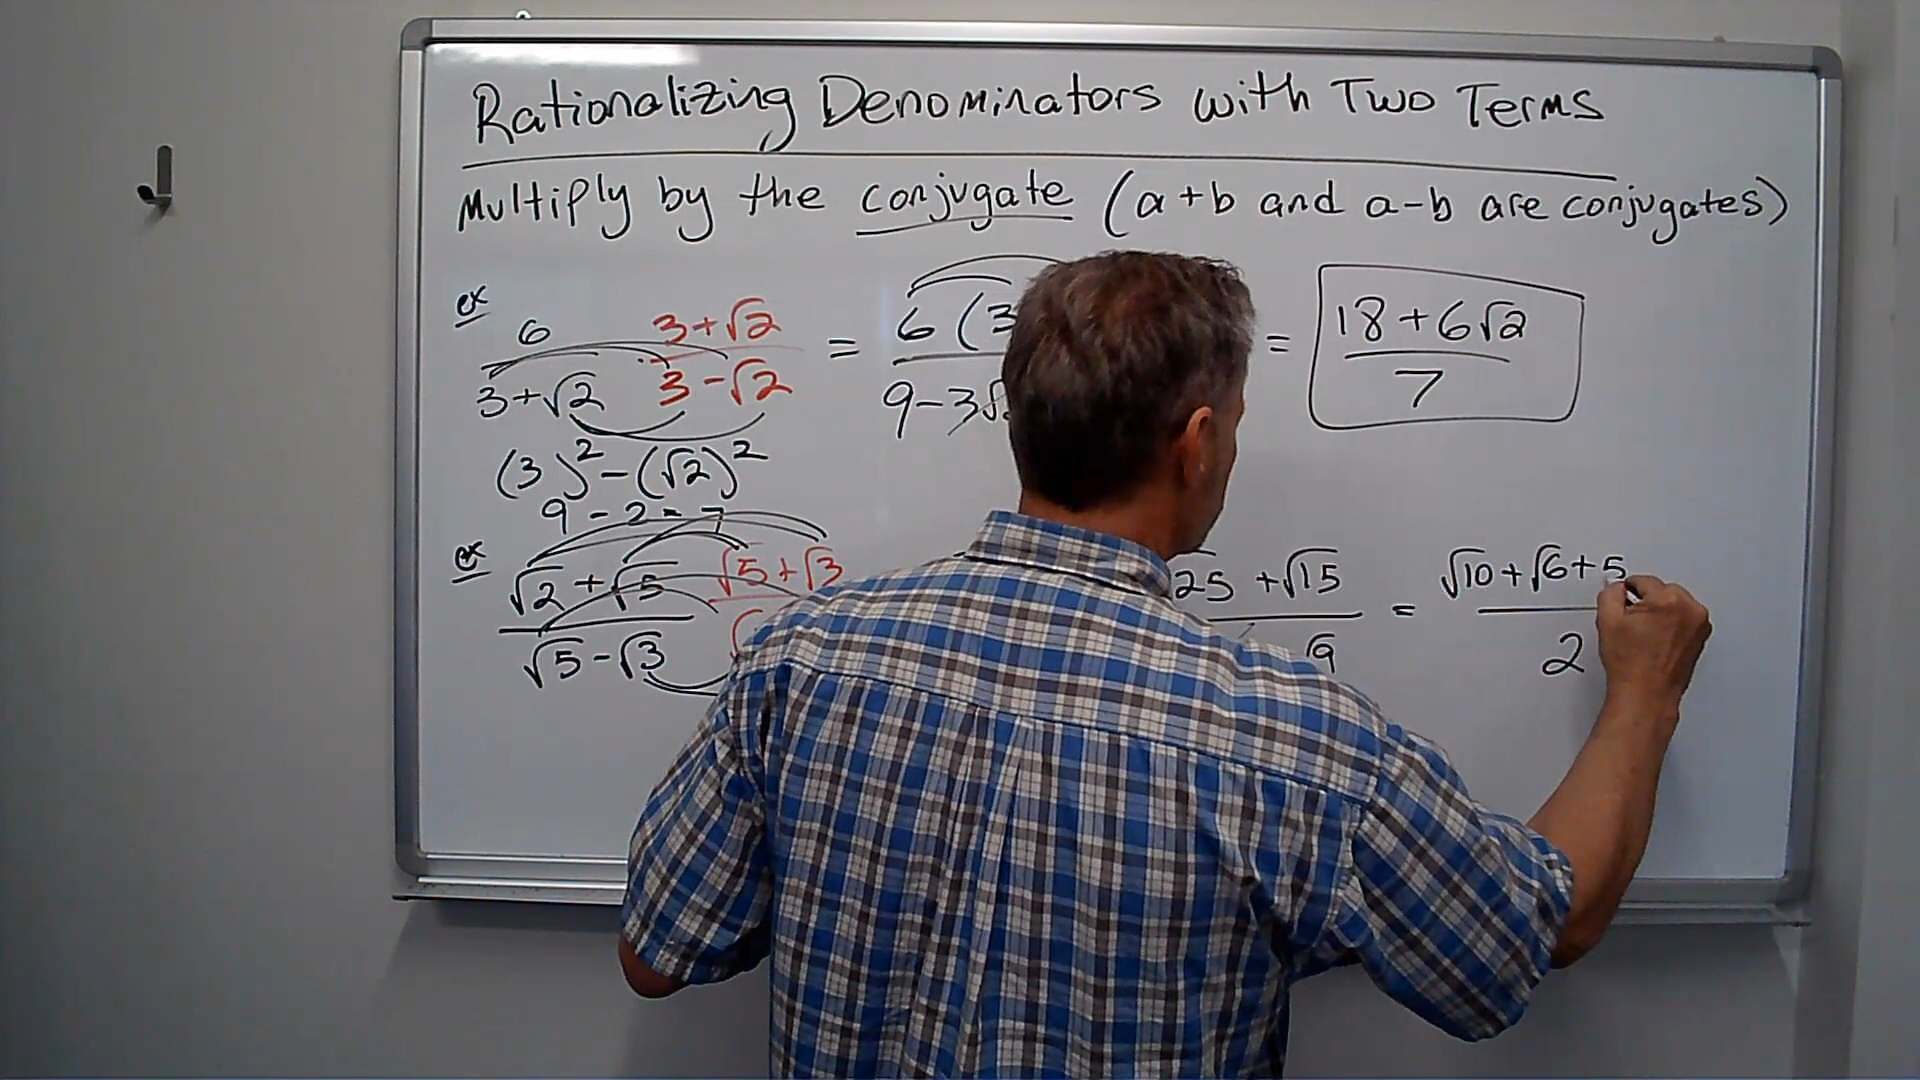 Rationalizing Denominators with Two Terms
Multiply by the conjugate (a+b and a-b are conjugates)
ex
6 3+√2 = 6 (3 = 18+6√2
3+√2 3-√2 9-3√ 7
(3)² - (√2)²
9 - 2 = 7
ex
√2 + √5 √5+√3 25 +√15 = √10+√6+5
√5-√3 √9 2